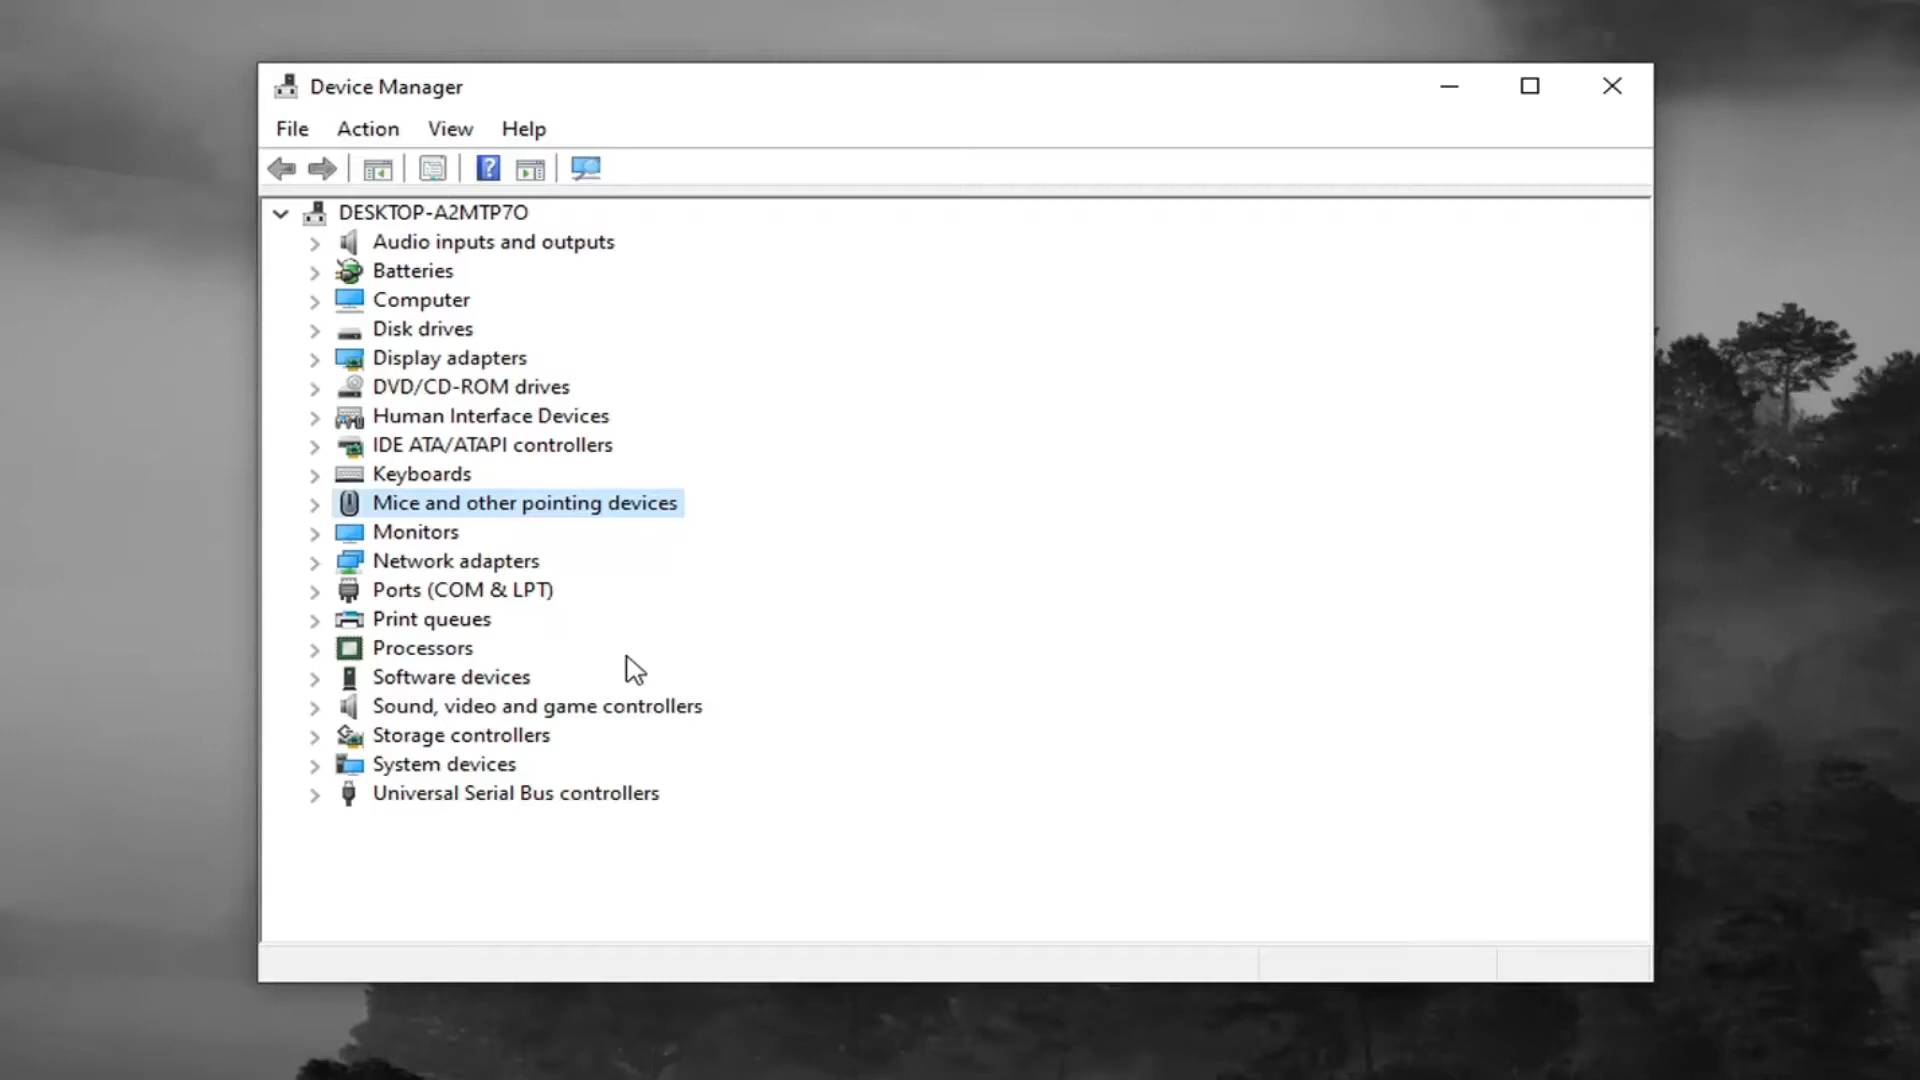 Device Manager
File Action View Help
DESKTOP-A2MTP7O
Audio inputs and outputs
Batteries
Computer
Disk drives
Display adapters
DVD/CD-ROM drives
Human Interface Devices
IDE ATA/ATAPI controllers
Keyboards
Mice and other pointing devices
Monitors
Network adapters
Ports (COM & LPT)
Print queues
Processors
Software devices
Sound, video and game controllers
Storage controllers
System devices
Universal Serial Bus controllers